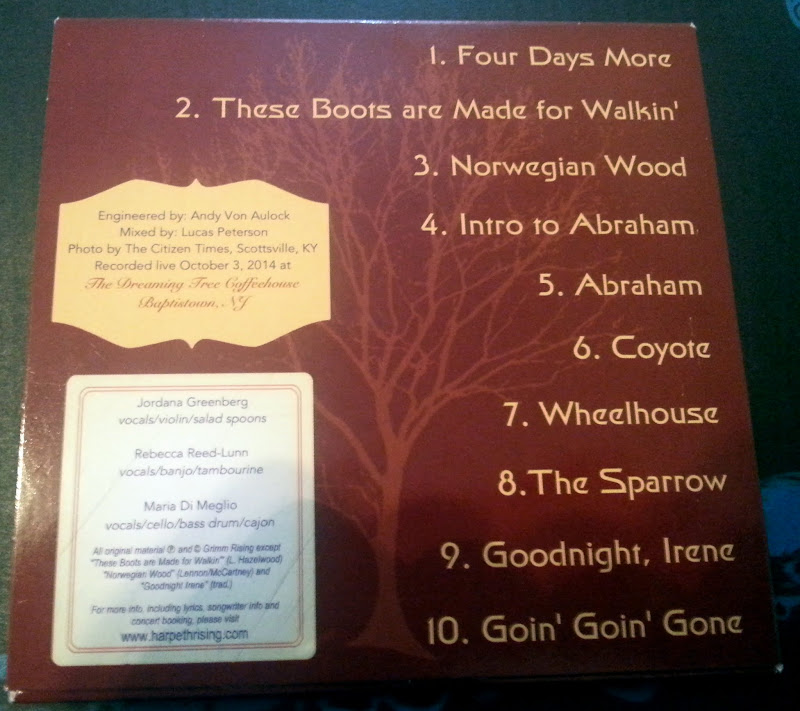 1. Four Days More
2. These Boots are Made for Walkin'
3. Norwegian Wood
4. Intro to Abraham
5. Abraham
6. Coyote
7. Wheelhouse
8.The Sparrow
9. Goodnight, Irene
10. Goin' Goin' Gone
Engineered by: Andy Von Aulock
Mixed by: Lucas Peterson
Photo by The Citizen Times, Scottsville, KY
Recorded live October 3, 2014 at
The Dreaming Tree Coffeehouse
Baptistown, NJ
Jordana Greenberg
vocals/violin/salad spoons
Rebecca Reed-Lunn
vocals/banjo/tambourine
Maria Di Meglio
vocals/cello/bass drum/cajon
All original material ℗ and © Grimm Rising except
"These Boots are Made for Walkin'" (L. Hazelwood)
"Norwegian Wood" (Lennon/McCartney) and
"Goodnight Irene" (trad.)
For more info, including lyrics, songwriter info and
concert booking, please visit
www.harpethrising.com